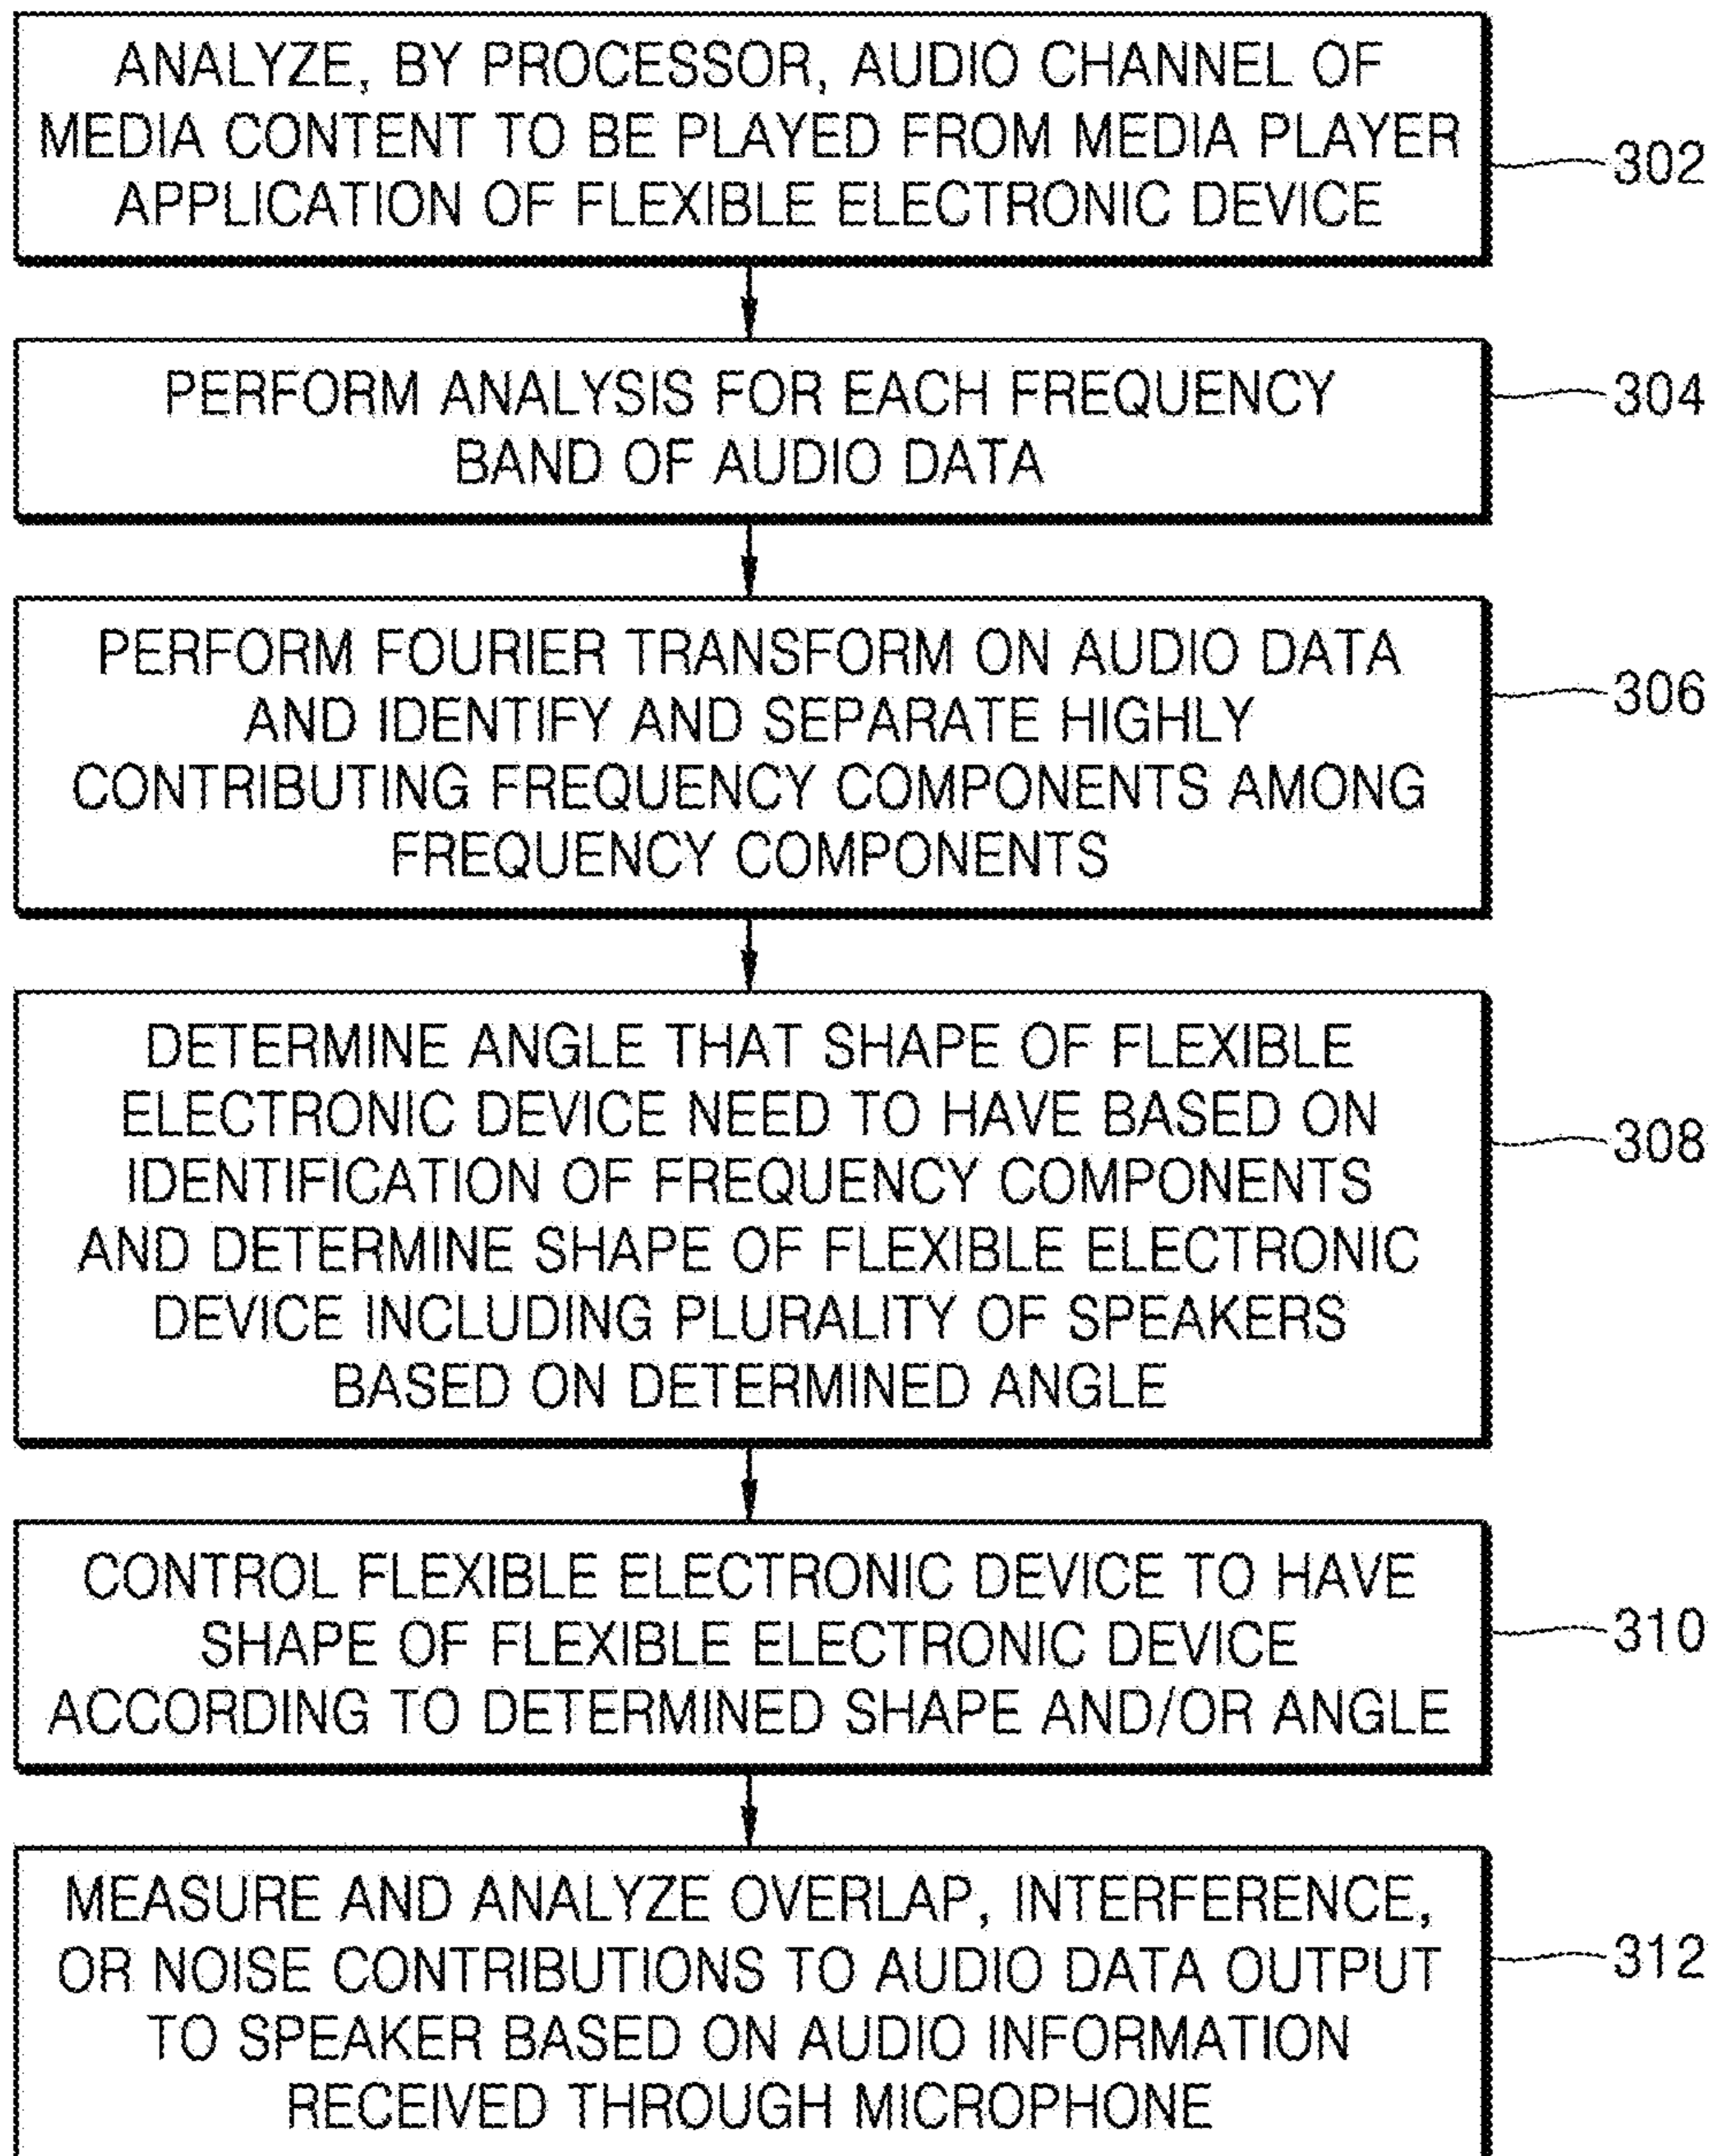 ANALYZE, BY PROCESSOR, AUDIO CHANNEL OF
MEDIA CONTENT TO BE PLAYED FROM MEDIA PLAYER
APPLICATION OF FLEXIBLE ELECTRONIC DEVICE
302
PERFORM ANALYSIS FOR EACH FREQUENCY
BAND OF AUDIO DATA
304
PERFORM FOURIER TRANSFORM ON AUDIO DATA
AND IDENTIFY AND SEPARATE HIGHLY
CONTRIBUTING FREQUENCY COMPONENTS AMONG
FREQUENCY COMPONENTS
306
DETERMINE ANGLE THAT SHAPE OF FLEXIBLE
ELECTRONIC DEVICE NEED TO HAVE BASED ON
IDENTIFICATION OF FREQUENCY COMPONENTS
AND DETERMINE SHAPE OF FLEXIBLE ELECTRONIC
DEVICE INCLUDING PLURALITY OF SPEAKERS
BASED ON DETERMINED ANGLE
308
CONTROL FLEXIBLE ELECTRONIC DEVICE TO HAVE
SHAPE OF FLEXIBLE ELECTRONIC DEVICE
ACCORDING TO DETERMINED SHAPE AND/OR ANGLE
310
MEASURE AND ANALYZE OVERLAP, INTERFERENCE,
OR NOISE CONTRIBUTIONS TO AUDIO DATA OUTPUT
TO SPEAKER BASED ON AUDIO INFORMATION
RECEIVED THROUGH MICROPHONE
312